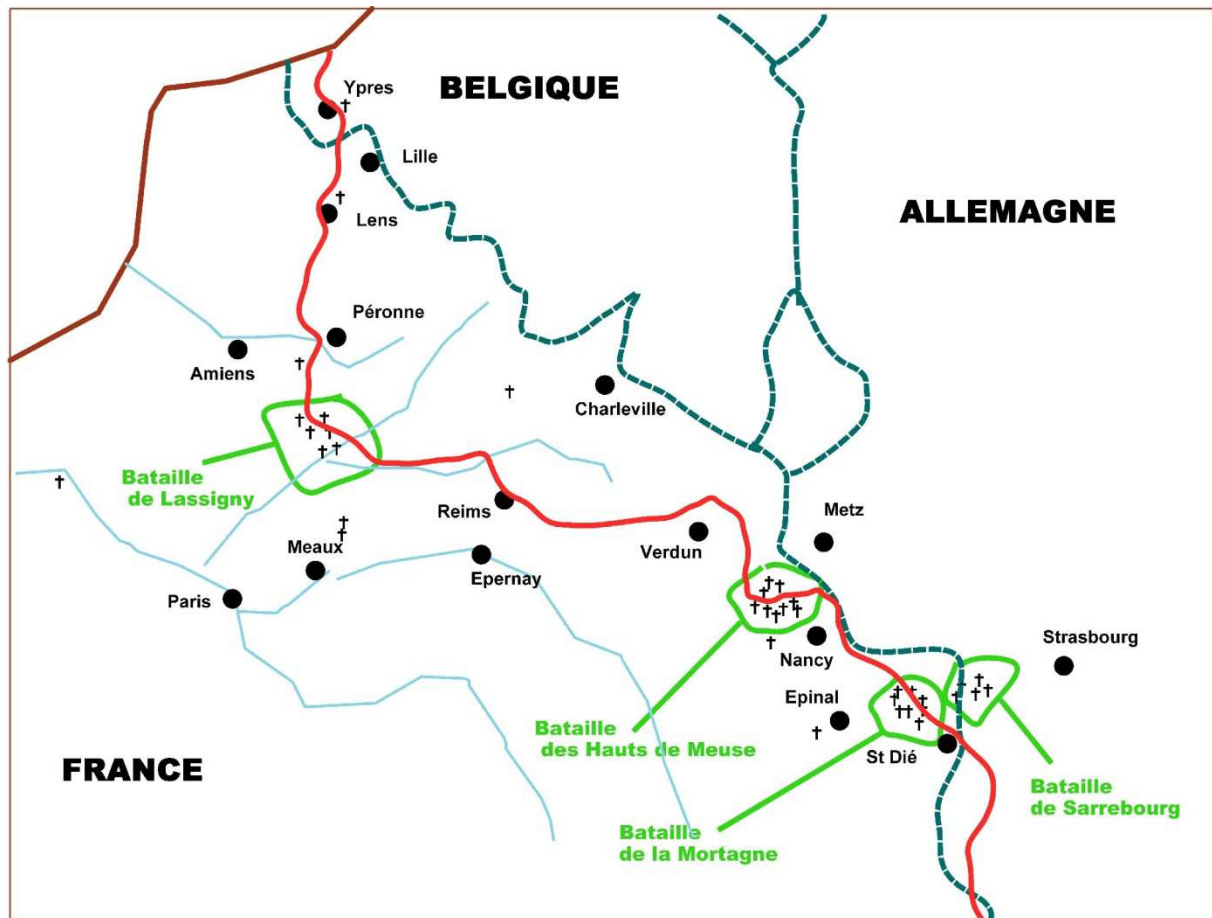 Ypres
BELGIQUE
Lille
ALLEMAGNE
Lens
Péronne
Amiens
Charleville
Bataille
de Lassigny
Reims
Metz
Verdun
Meaux
Epernay
Paris
Nancy
Strasbourg
Epinal
Bataille
des Hauts de Meuse
St Dié
FRANCE
Bataille
de Sarrebourg
Bataille
de la Mortagne